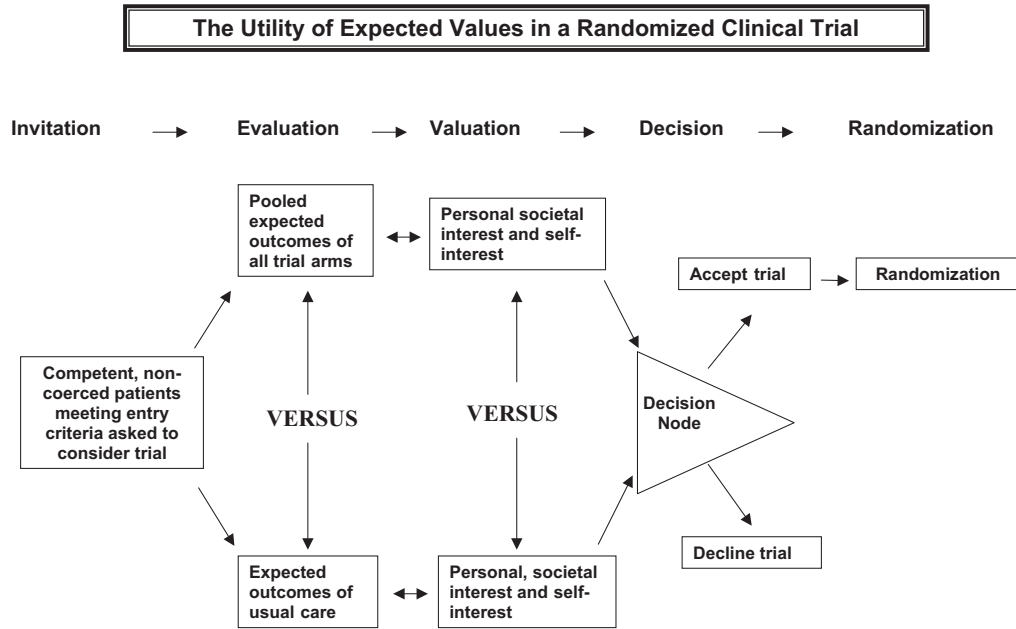 The Utility of Expected Values in a Randomized Clinical Trial
Invitation
Evaluation
Valuation
Decision
Randomization
Competent, non-
coerced patients
meeting entry
criteria asked to
consider trial
Pooled
expected
outcomes of
all trial arms
VERSUS
Expected
outcomes of
usual care
Personal societal
interest and self-
interest
VERSUS
Personal, societal
interest and self-
interest
Decision
Node
Accept trial
Randomization
Decline trial